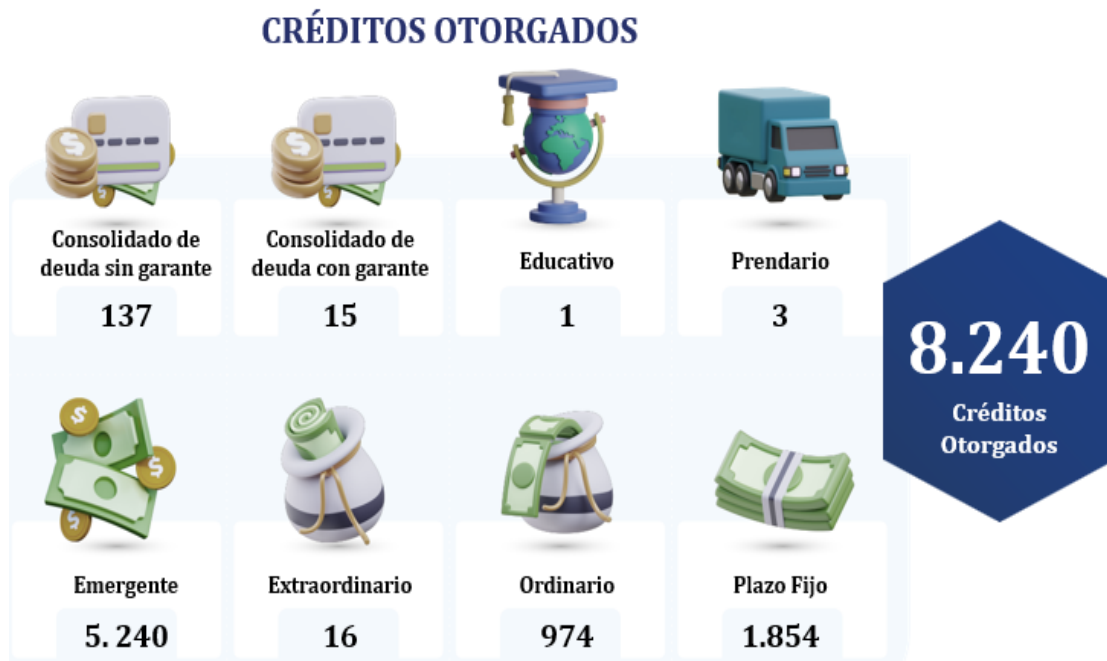 CRÉDITOS OTORGADOS
Consolidado de
deuda sin garante
137
Consolidado de
deuda con garante
15
Educativo
1
Prendario
3
Emergente
5. 240
Extraordinario
16
Ordinario
974
Plazo Fijo
1.854
8.240
Créditos
Otorgados